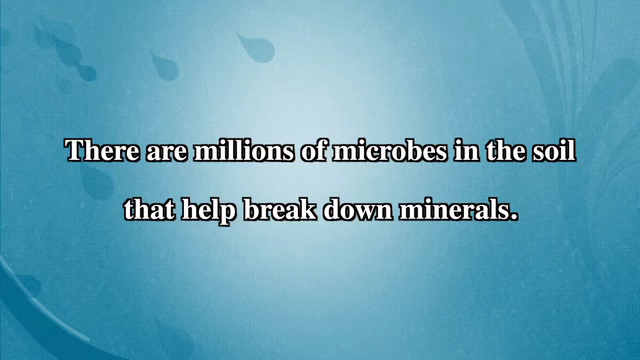 There are millions of microbes in the soil
that help break down minerals.